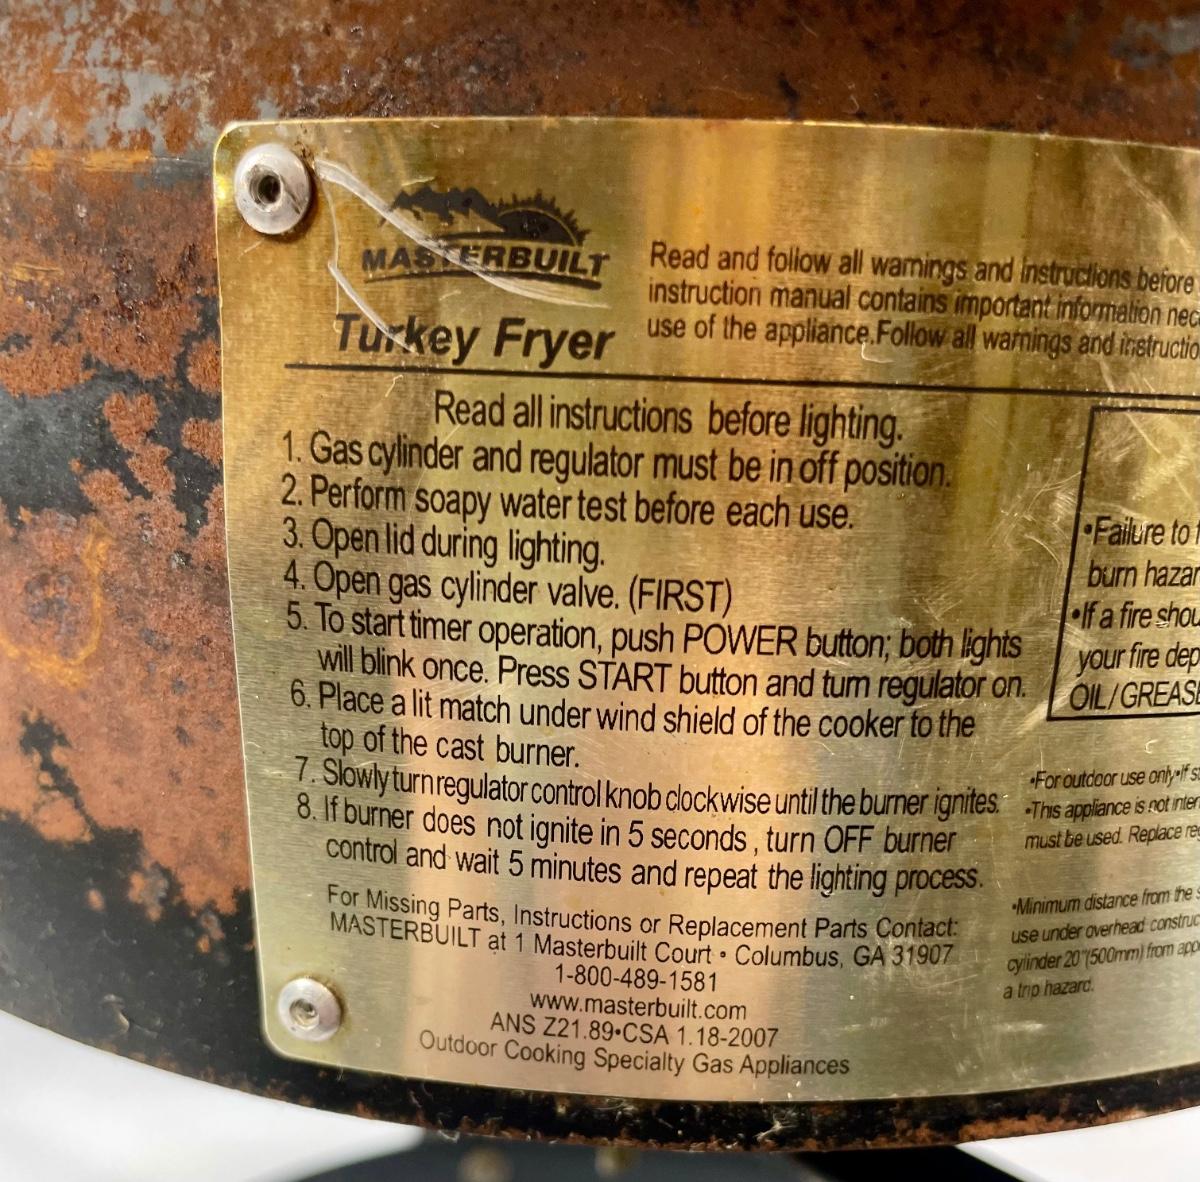 MASTERBUILT
Turkey Fryer
Read and follow all warnings and instructions before
instruction manual contains important information nec
use of the appliance.Follow all warnings and instructio
Read all instructions before lighting.
1. Gas cylinder and regulator must be in off position.
2. Perform soapy water test before each use.
3. Open lid during lighting.
4. Open gas cylinder valve. (FIRST)
5. To start timer operation, push POWER button; both lights
will blink once. Press START button and turn regulator on.
6. Place a lit match under wind shield of the cooker to the
top of the cast burner.
7. Slowly turn regulator control knob clockwise until the burner ignites.
8. If burner does not ignite in 5 seconds , turn OFF burner
control and wait 5 minutes and repeat the lighting process.
For Missing Parts, Instructions or Replacement Parts Contact:
MASTERBUILT at 1 Masterbuilt Court • Columbus, GA 31907
1-800-489-1581
www.masterbuilt.com
ANS Z21.89•CSA 1.18-2007
Outdoor Cooking Specialty Gas Appliances
•Failure to f
burn hazar
•If a fire shou
your fire dep
OIL/GREASE
•For outdoor use only•If st
•This appliance is not inter
must be used. Replace reg
•Minimum distance from the s
use under overhead construc
cylinder 20"(500mm) from app
a trip hazard.